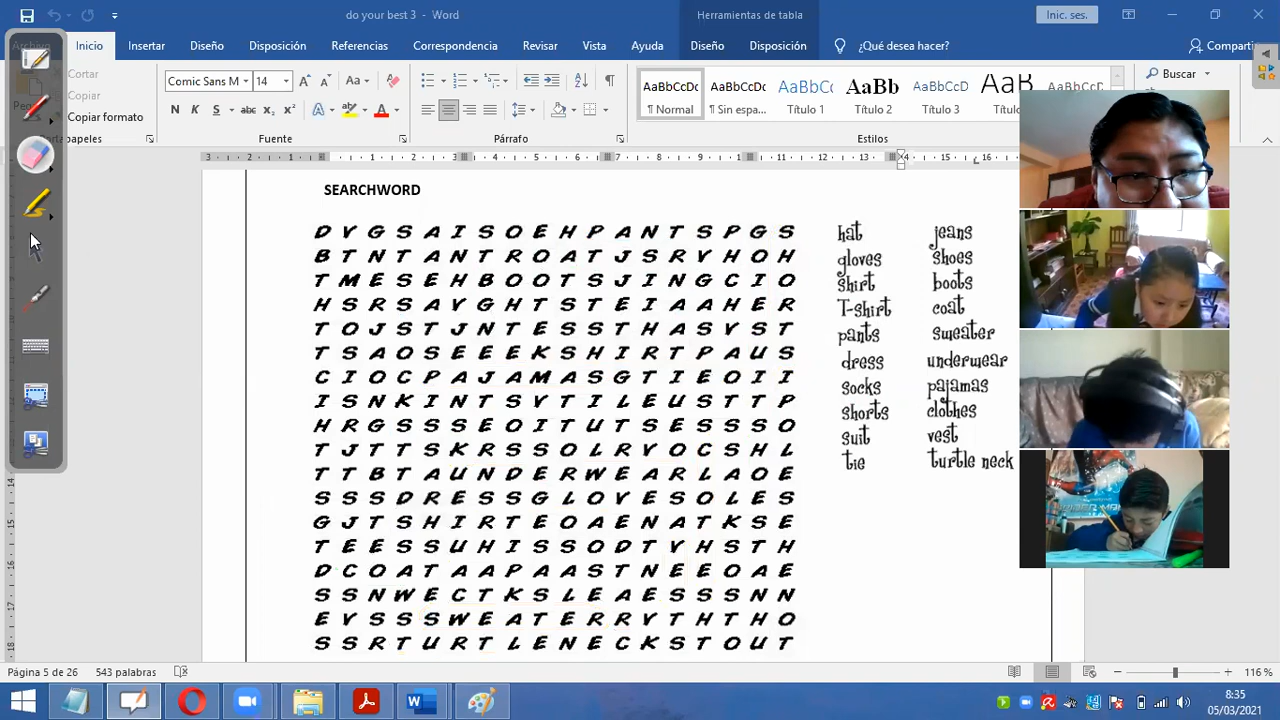 do your best 3 - Word
Herramientas de tabla
Inic. ses.
Archivo Inicio Insertar Diseño Disposición Referencias Correspondencia Revisar Vista Ayuda Diseño Disposición ¿Qué desea hacer? Compartir
Cortar
Copiar
Copiar formato
Comic Sans M 14
Aa
N K S abc x₂ x²
AaBbCcDc AaBbCcDc AaBbCc AaBb AaBbCcD AaB
¶ Normal ¶ Sin espa... Título 1 Título 2 Título 3
Buscar
Fuente Párrafo Estilos
SEARCHWORD
D Y G S A I S O E H P A N T S P G S
B T N T A N T R O A T J S R Y H O H
T M E S E H B O O T S J I N G C I O
H S R S A Y G H T S T E I A A H E R
T O J S T J N T E S S T H A S Y S T
T S A O S E E E K S H I R T P A U S
C I O C P A J A M A S G T I E O I I
I S N K I N T S Y T I L E U S T T P
H R G S S S E O I T U T S E S S S O
T J T T S K R S S O L R Y O C S H L
T T B T A U N D E R W E A R L A O E
S S S D R E S S G L O V E S O L E S
G J T S H I R T E O A E N A T K S E
T E E S S U H I S S O D T Y H S T H
D C O A T A A P A A S T N E E O A E
S S N W E C T K S L E A E S S S N N
E Y S S S W E A T E R R Y T H T H O
S S R T U R T L E N E C K S T O U T
hat jeans
gloves shoes
shirt boots
T-shirt coat
pants sweater
dress underwear
socks pajamas
shorts clothes
suit vest
tie turtle neck
Página 5 de 26 543 palabras
116 %
8:35
05/03/2021